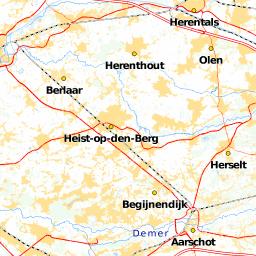 Herentals
Olen
Herenthout
Berlaar
Heist-op-den-Berg
Herselt
Begijnendijk
Demer
Aarschot